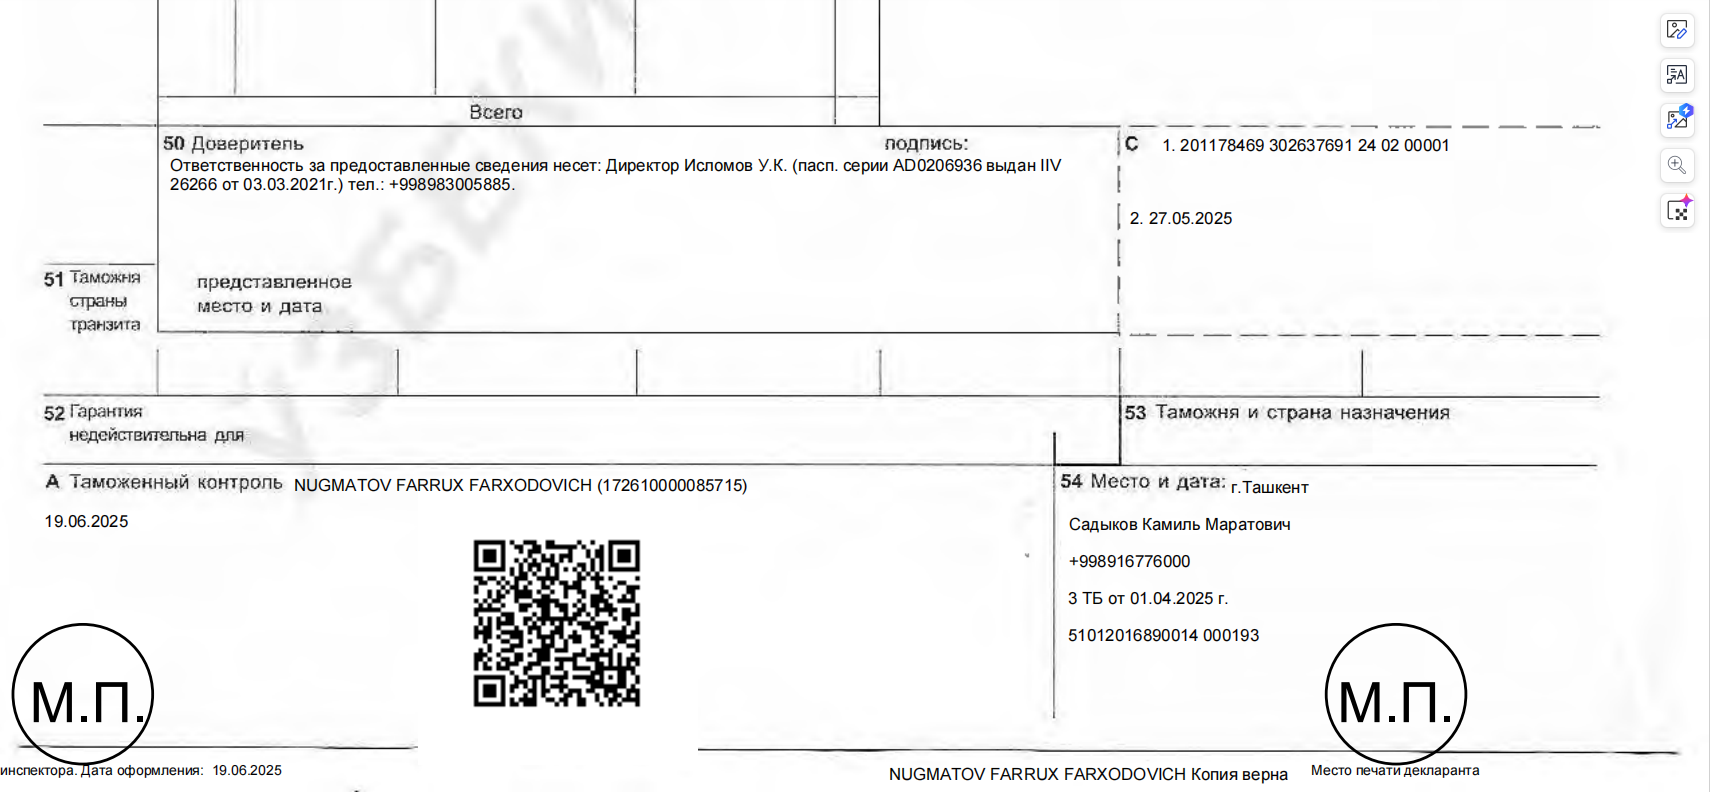 Всего
50 Доверитель подпись:
Ответственность за предоставленные сведения несет: Директор Исломов У.К. (пасп. серии AD0206936 выдан IIV
26266 от 03.03.2021г.) тел.: +998983005885.
C 1. 201178469 302637691 24 02 00001
2. 27.05.2025
51 Таможня
страны
транзита
представленное
место и дата
52 Гарантия
недействительна для
53 Таможня и страна назначения
A Таможенный контроль NUGMATOV FARRUX FARXODOVICH (172610000085715)
19.06.2025
54 Место и дата: г.Ташкент
Садыков Камиль Маратович
+998916776000
3 ТБ от 01.04.2025 г.
51012016890014 000193
М.П.
М.П.
инспектора. Дата оформления: 19.06.2025
NUGMATOV FARRUX FARXODOVICH Копия верна
Место печати декларанта
УЗБЕКИ